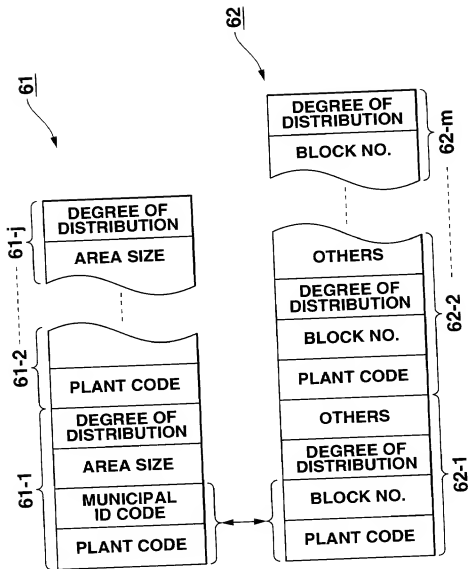 61
62
DEGREE OF
DISTRIBUTION
AREA SIZE
61-j
PLANT CODE
61-2
DEGREE OF
DISTRIBUTION
AREA SIZE
MUNICIPAL
ID CODE
PLANT CODE
61-1
DEGREE OF
DISTRIBUTION
BLOCK NO.
62-m
OTHERS
DEGREE OF
DISTRIBUTION
BLOCK NO.
PLANT CODE
62-2
OTHERS
DEGREE OF
DISTRIBUTION
BLOCK NO.
PLANT CODE
62-1